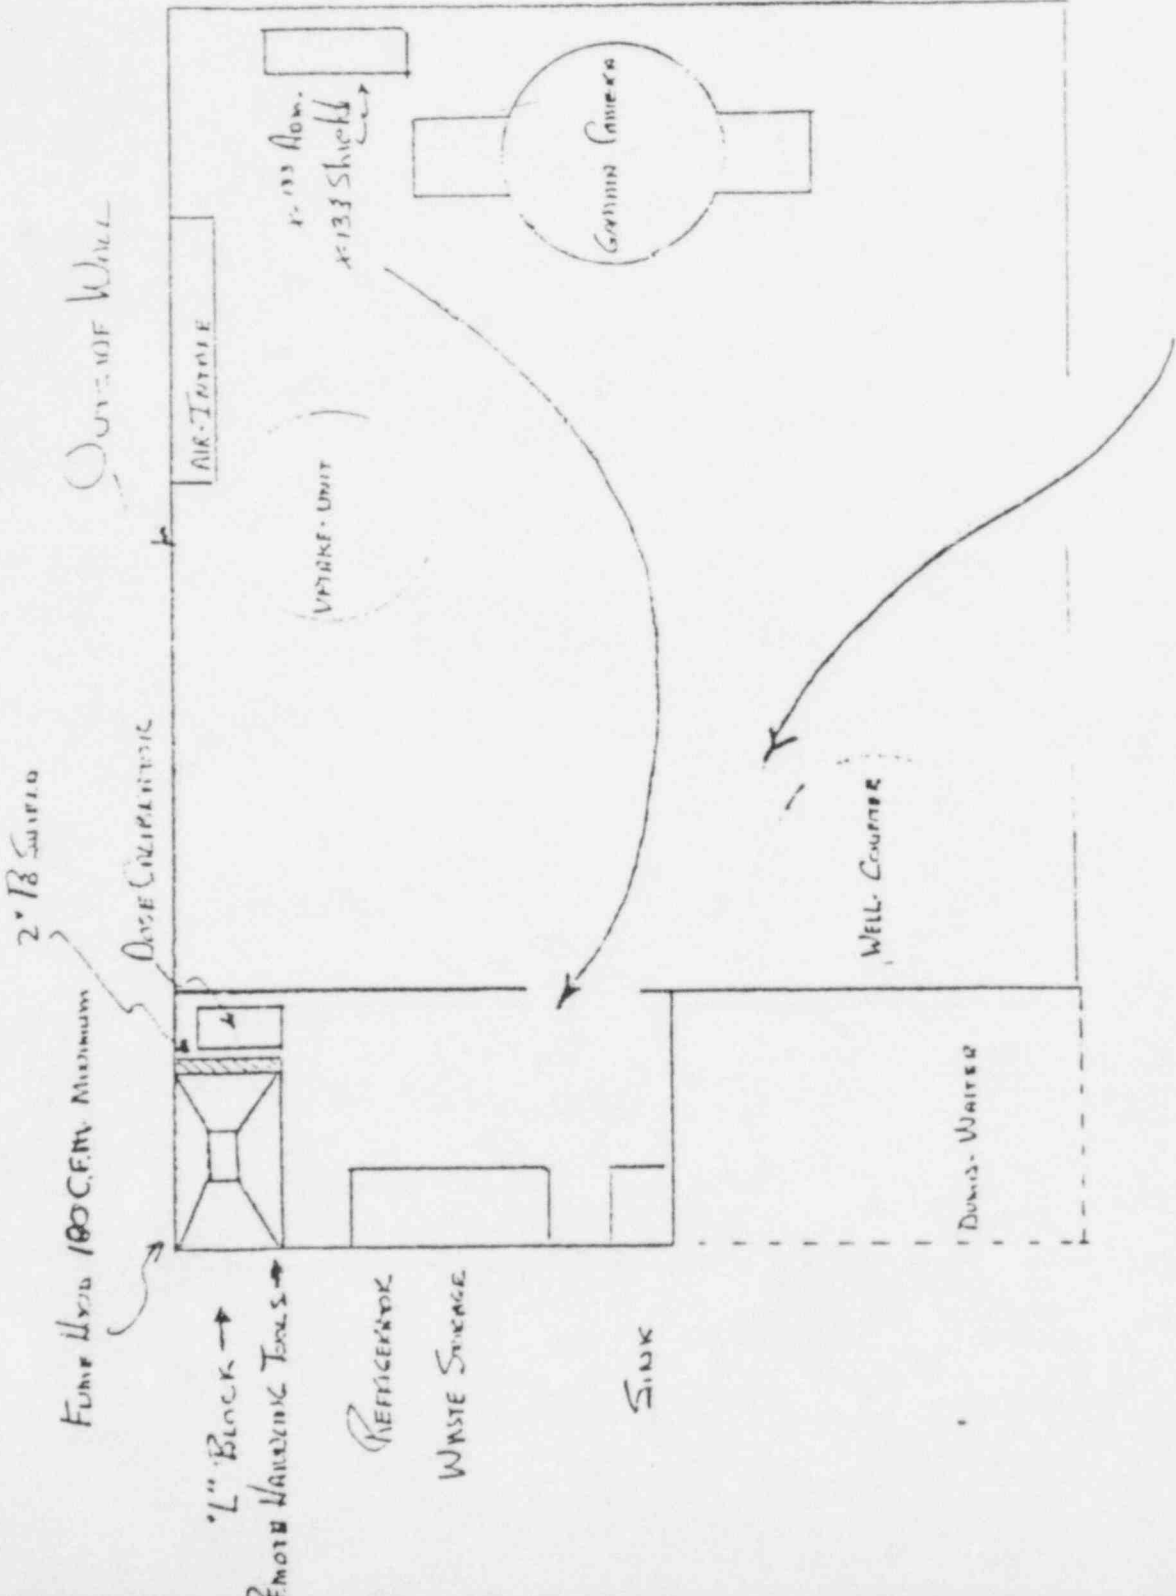 FUME HOOD 100 C.F.M. MINIMUM
2" PB SHIELD
DOSE CALIBRATOR
OUTSIDE WALL
"L" BLOCK
REMOTE HANDLING TOOLS
AIR-INTAKE
Xe-133 ADM.
Xe-133 Shield
REFRIGERATOR
WASTE STORAGE
UPTAKE-UNIT
GAMMA CAMERA
SINK
WELL-COUNTER
DUMB-WAITER